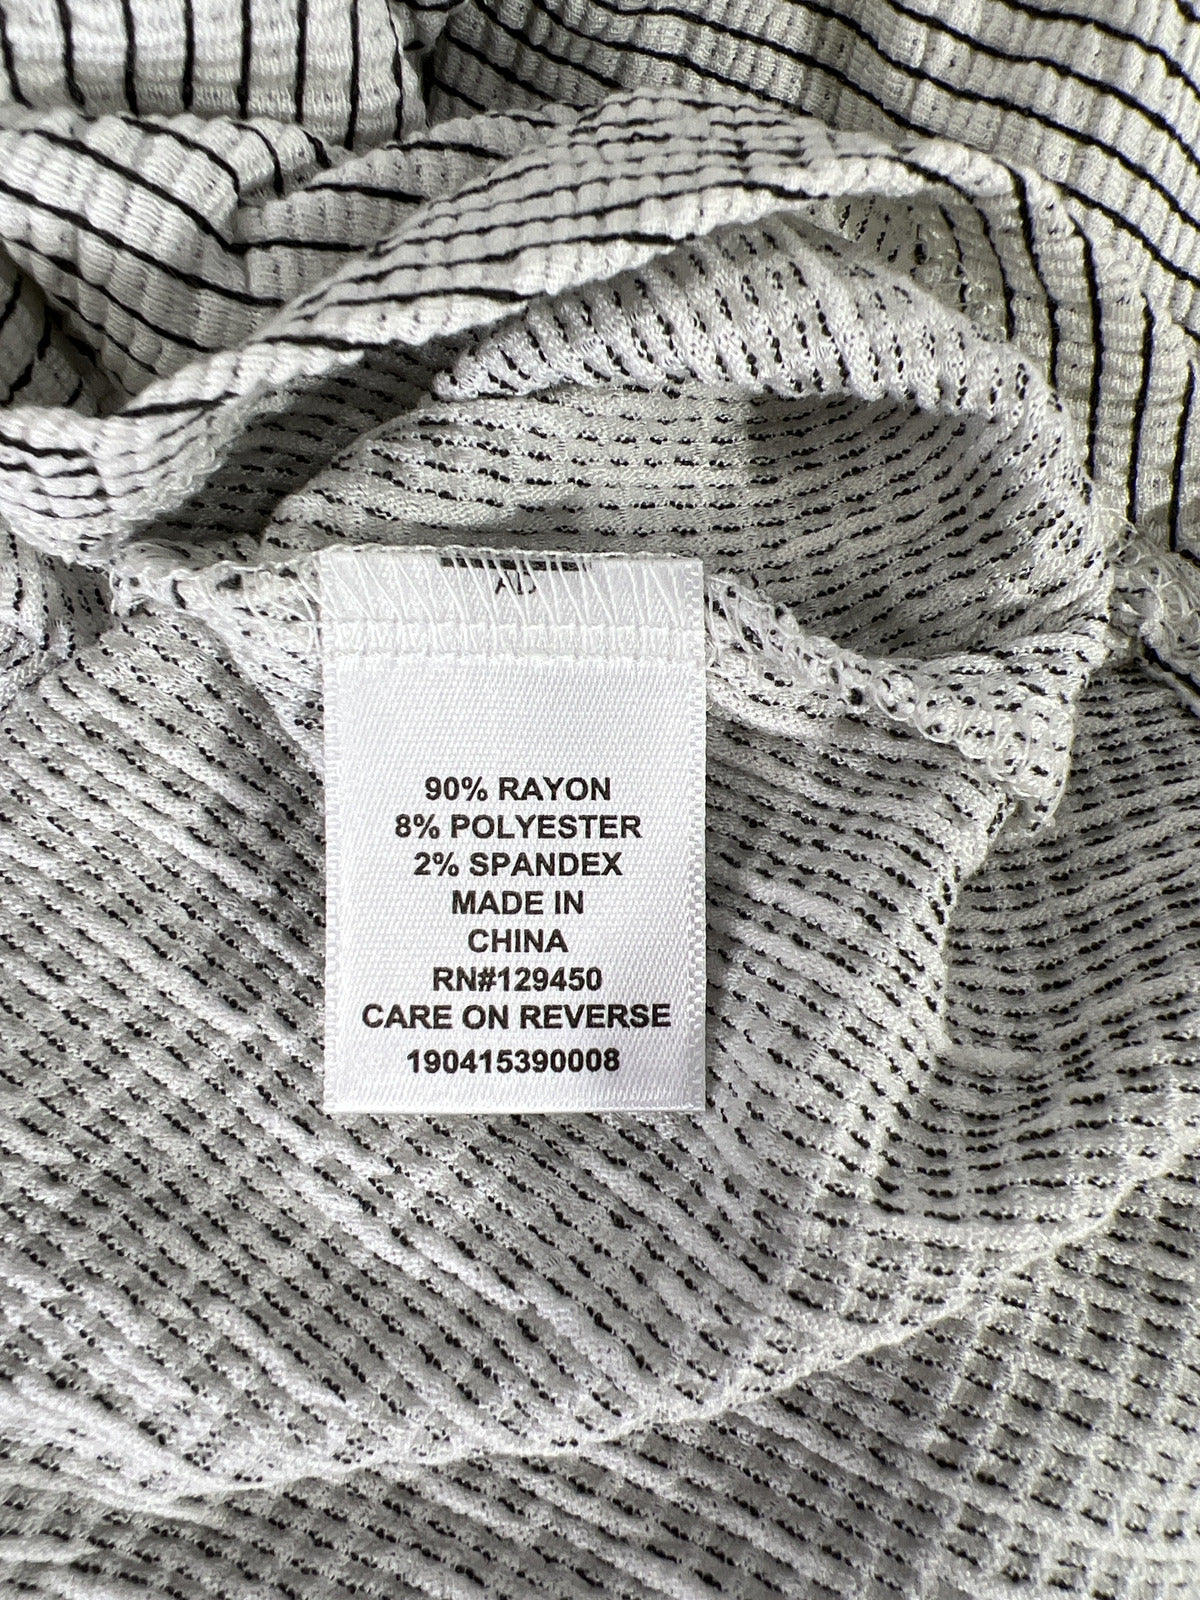 90% RAYON
8% POLYESTER
2% SPANDEX
MADE IN
CHINA
RN#129450
CARE ON REVERSE
190415390008